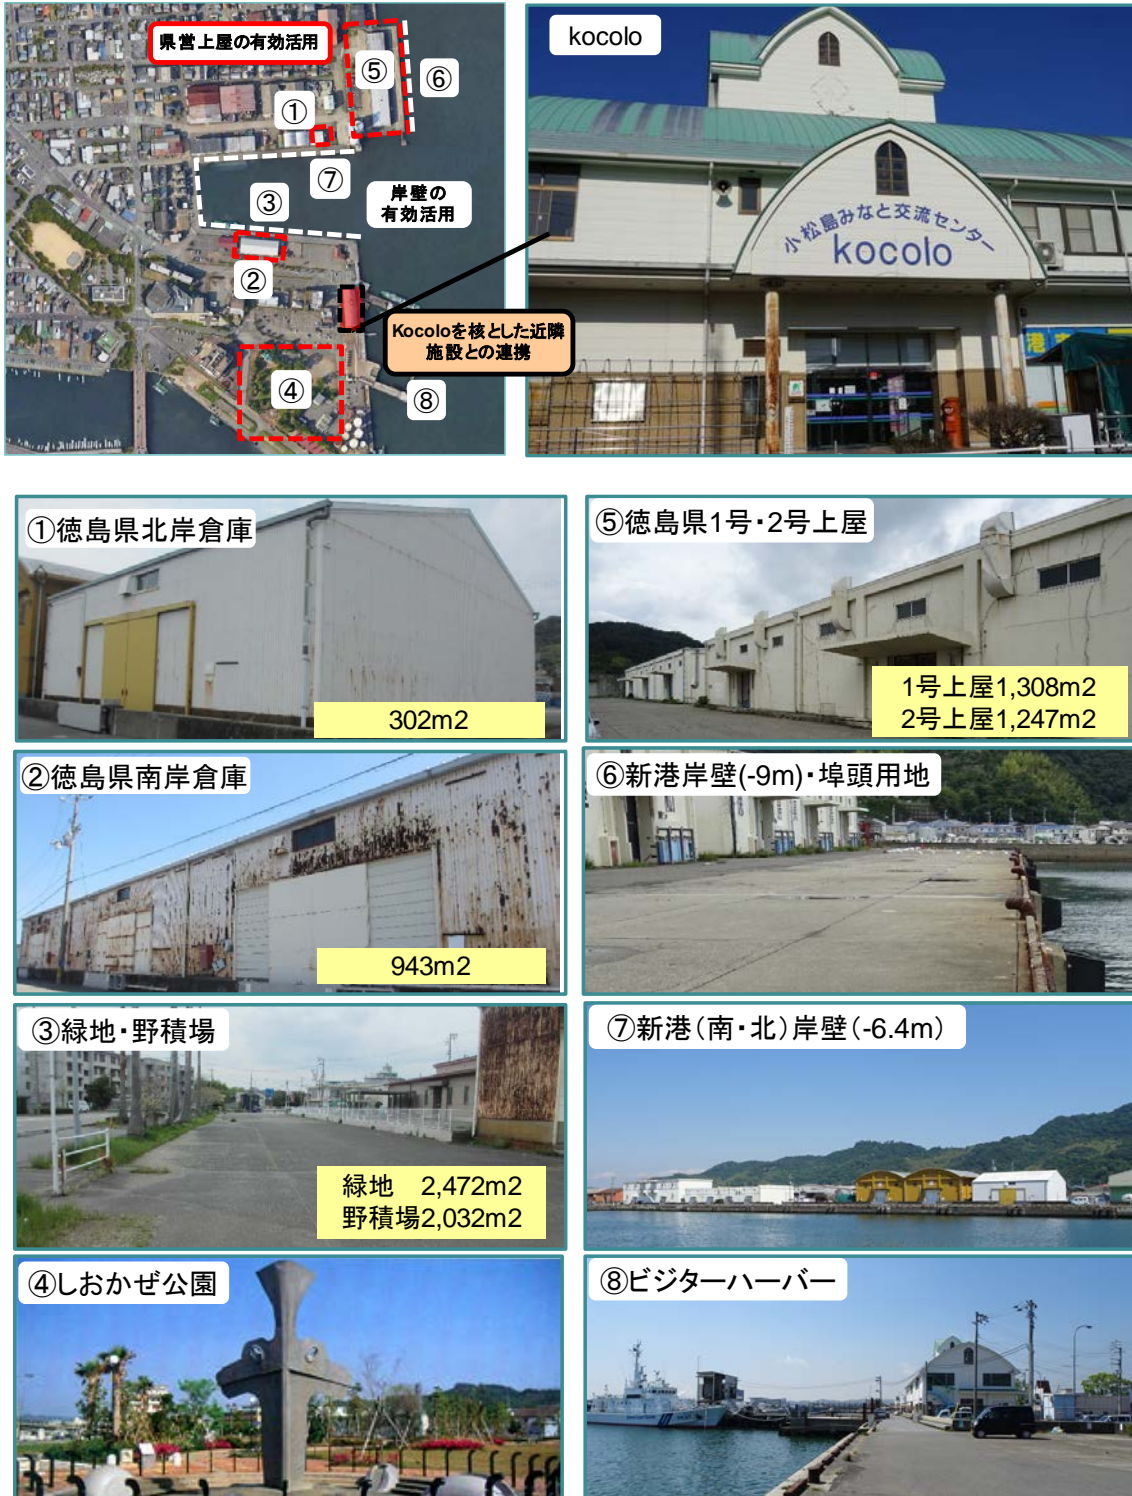 県営上屋の有効活用
⑤
⑥
①
⑦
岸壁の
有効活用
③
②
Kocoloを核とした近隣
施設との連携
④
⑧
kocolo
小松島みなと交流センター
kocolo
①徳島県北岸倉庫
302m2
⑤徳島県1号・2号上屋
1号上屋1,308m2
2号上屋1,247m2
②徳島県南岸倉庫
943m2
⑥新港岸壁(-9m)・埠頭用地
③緑地・野積場
緑地　2,472m2
野積場2,032m2
⑦新港（南・北）岸壁（-6.4m）
④しおかぜ公園
⑧ビジターハーバー